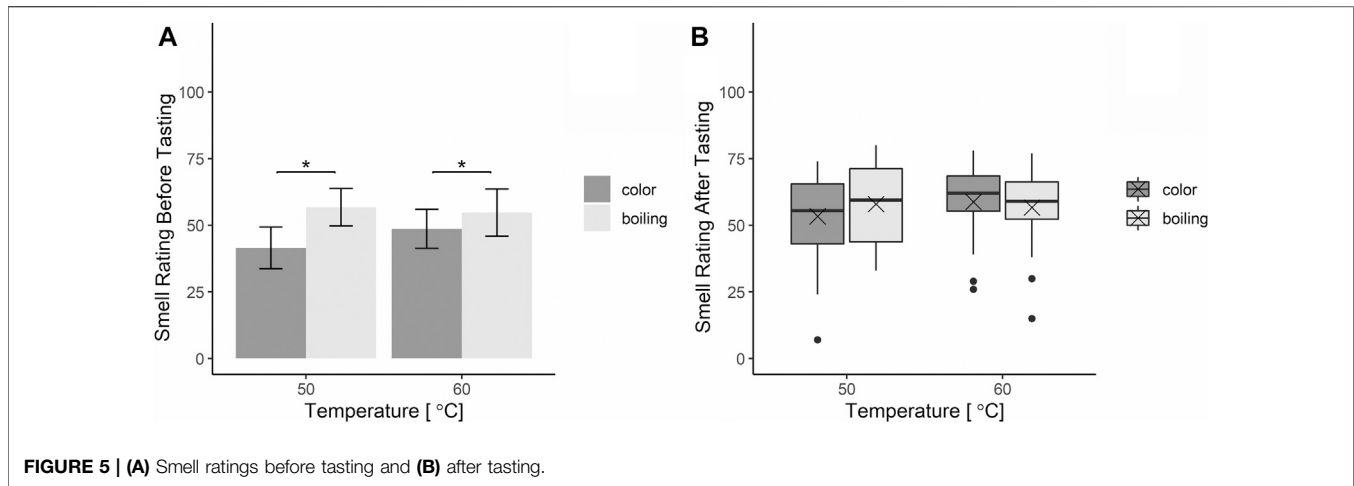 A
Smell Rating Before Tasting
100
75
50
25
0
*
*
50
60
Temperature [ °C]
color
boiling
B
Smell Rating After Tasting
100
75
50
25
0
50
60
Temperature [ °C]
color
boiling
FIGURE 5 | (A) Smell ratings before tasting and (B) after tasting.